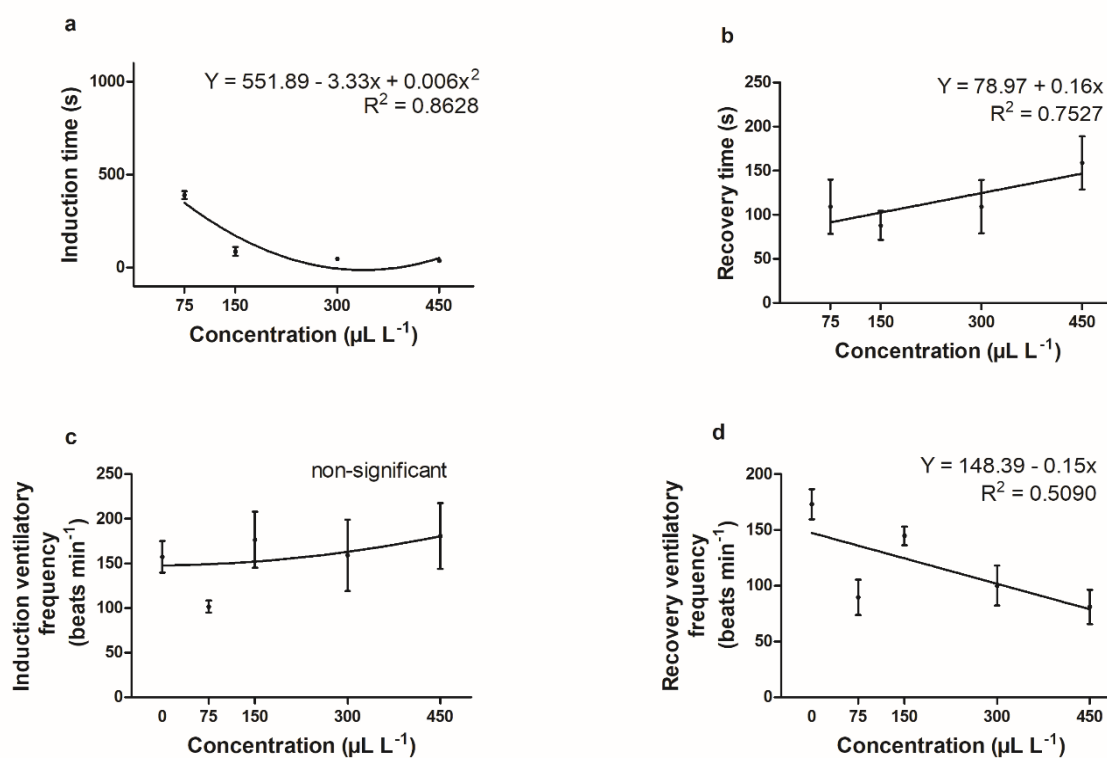 a
Y = 551.89 - 3.33x + 0.006x²
R² = 0.8628
1000
500
0
Induction time (s)
75 150 300 450
Concentration (µL L⁻¹)
b
Y = 78.97 + 0.16x
R² = 0.7527
250
200
150
100
50
0
Recovery time (s)
75 150 300 450
Concentration (µL L⁻¹)
c
non-significant
250
200
150
100
50
0
Induction ventilatory
frequency
(beats min⁻¹)
0 75 150 300 450
Concentration (µL L⁻¹)
d
Y = 148.39 - 0.15x
R² = 0.5090
200
150
100
50
0
Recovery ventilatory
frequency
(beats min⁻¹)
0 75 150 300 450
Concentration (µL L⁻¹)